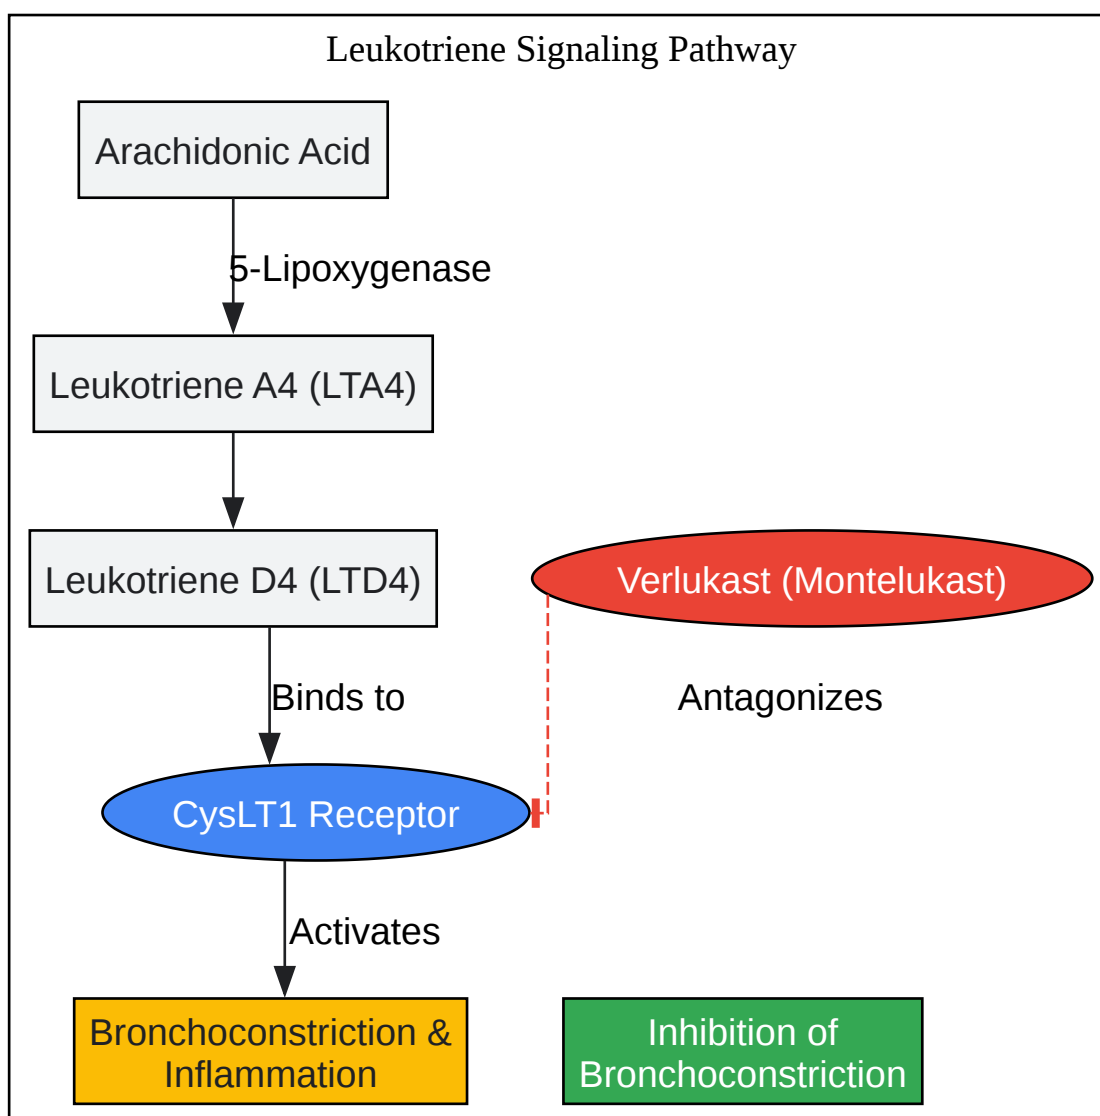 Leukotriene Signaling Pathway
Arachidonic Acid
5-Lipoxygenase
Leukotriene A4 (LTA4)
Leukotriene D4 (LTD4)
Verlukast (Montelukast)
Binds to
Antagonizes
CysLT1 Receptor
Activates
Bronchoconstriction &
Inflammation
Inhibition of
Bronchoconstriction